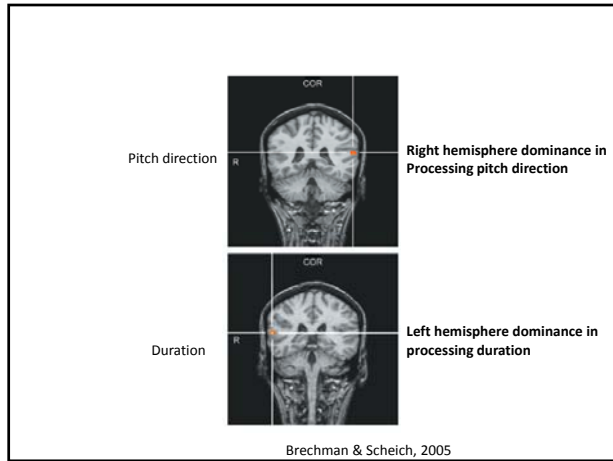 COR
Pitch direction
R
Right hemisphere dominance in
Processing pitch direction
COR
Duration
R
Left hemisphere dominance in
processing duration
Brechman & Scheich, 2005